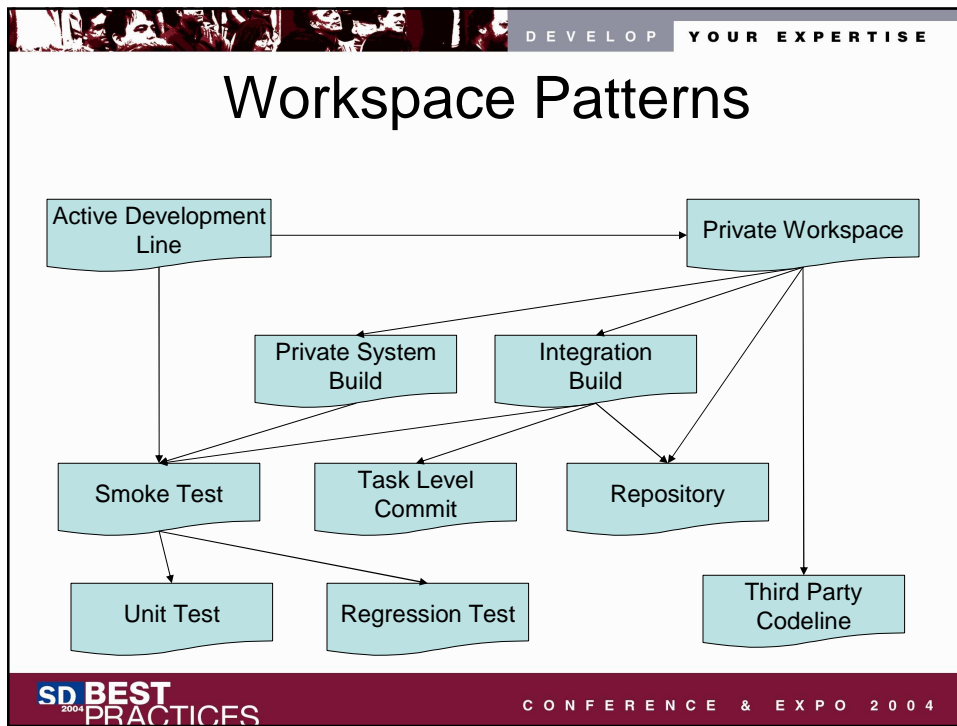 DEVELOP YOUR EXPERTISE
Workspace Patterns
Active Development
Line
Private Workspace
Private System
Build
Integration
Build
Smoke Test
Task Level
Commit
Repository
Unit Test
Regression Test
Third Party
Codeline
SD BEST
2004 PRACTICES
CONFERENCE & EXPO 2004